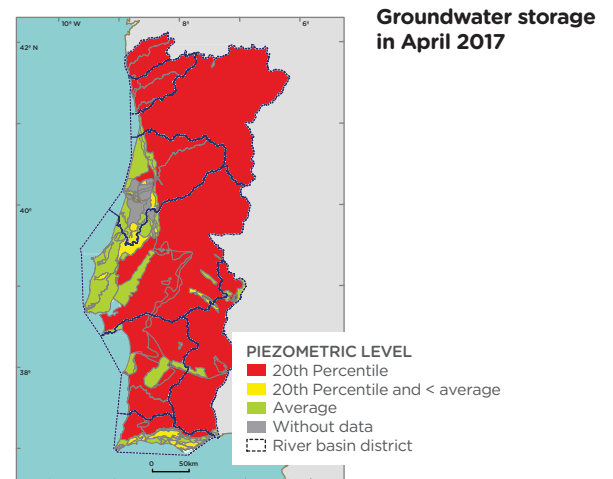 Groundwater storage
in April 2017
10° W
8°
6°
42° N
40°
38°
PIEZOMETRIC LEVEL
20th Percentile
20th Percentile and < average
Average
Without data
River basin district
0 50km